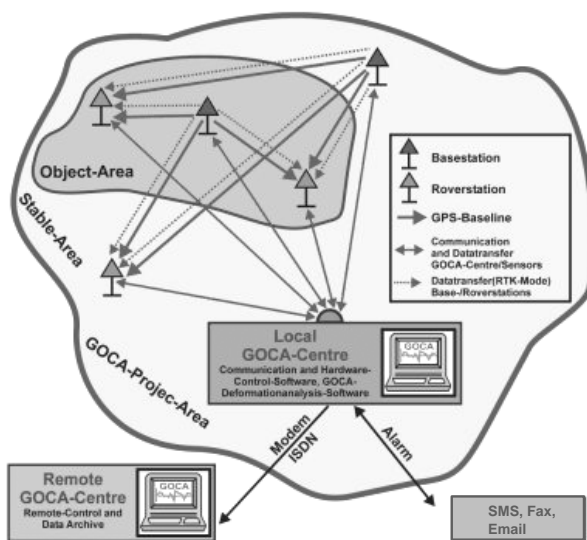 Object-Area
Stable-Area
GOCA-Projec-Area
Basestation
Roverstation
GPS-Baseline
Communication
and Datatransfer
GOCA-Centre/Sensors
Datatransfer(RTK-Mode)
Base-/Roverstations
Local
GOCA-Centre
Communication and Hardware-
Control-Software, GOCA-
Deformationanalysis-Software
GOCA
Modem
ISDN
Alarm
Remote
GOCA-Centre
Remote-Control and
Data Archive
GOCA
SMS, Fax,
Email